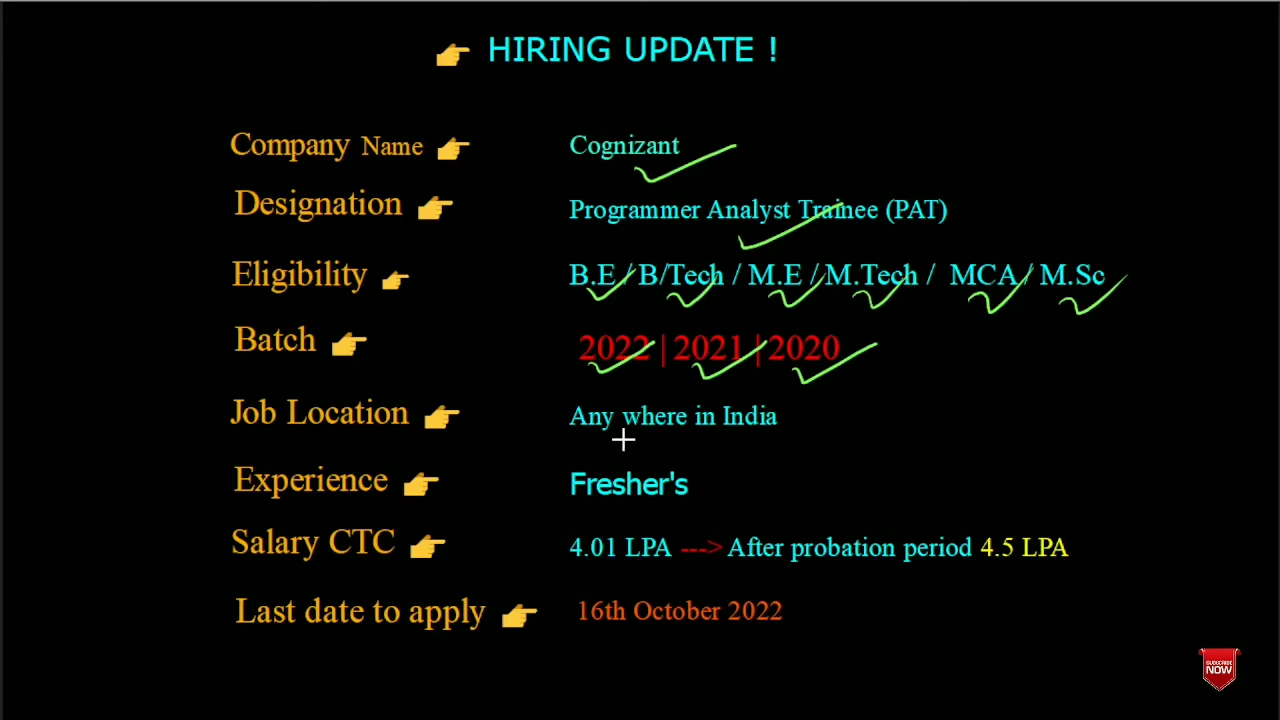 HIRING UPDATE !
Company Name Cognizant
Designation Programmer Analyst Trainee (PAT)
Eligibility B.E / B/Tech / M.E / M.Tech / MCA / M.Sc
Batch 2022 | 2021 | 2020
Job Location Any where in India
Experience Fresher's
Salary CTC 4.01 LPA ---> After probation period 4.5 LPA
Last date to apply 16th October 2022
SUBSCRIBE
NOW